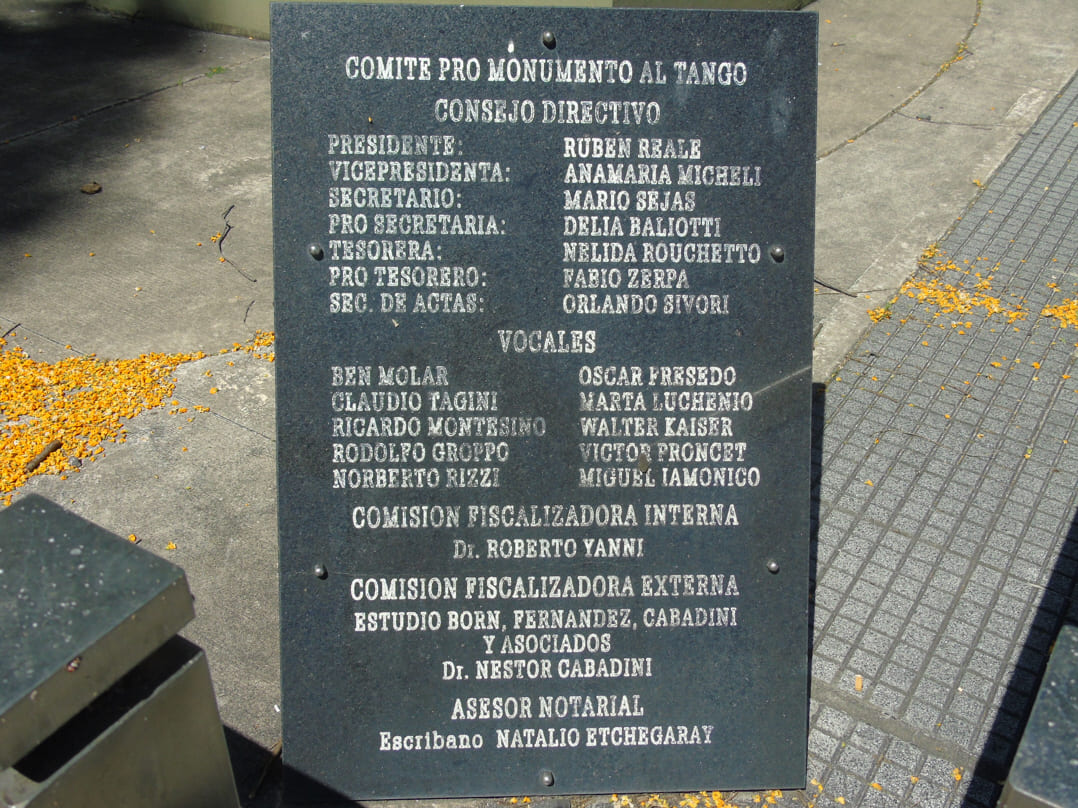 COMITE PRO MONUMENTO AL TANGO
CONSEJO DIRECTIVO
PRESIDENTE: RUBEN REALE
VICEPRESIDENTA: ANAMARIA MICHELI
SECRETARIO: MARIO SEJAS
PRO SECRETARIA: DELIA BALIOTTI
TESORERA: NELIDA ROUCHETTO
PRO TESORERO: FABIO ZERPA
SEC. DE ACTAS: ORLANDO SIVORI
VOCALES
BEN MOLAR OSCAR FRESEDO
CLAUDIO TAGINI MARTA LUCHENIO
RICARDO MONTESINO WALTER KAISER
RODOLFO GROPPO VICTOR PRONCET
NORBERTO RIZZI MIGUEL IAMONICO
COMISION FISCALIZADORA INTERNA
Dr. ROBERTO YANNI
COMISION FISCALIZADORA EXTERNA
ESTUDIO BORN, FERNANDEZ, CABADINI
Y ASOCIADOS
Dr. NESTOR CABADINI
ASESOR NOTARIAL
Escribano NATALIO ETCHEGARAY